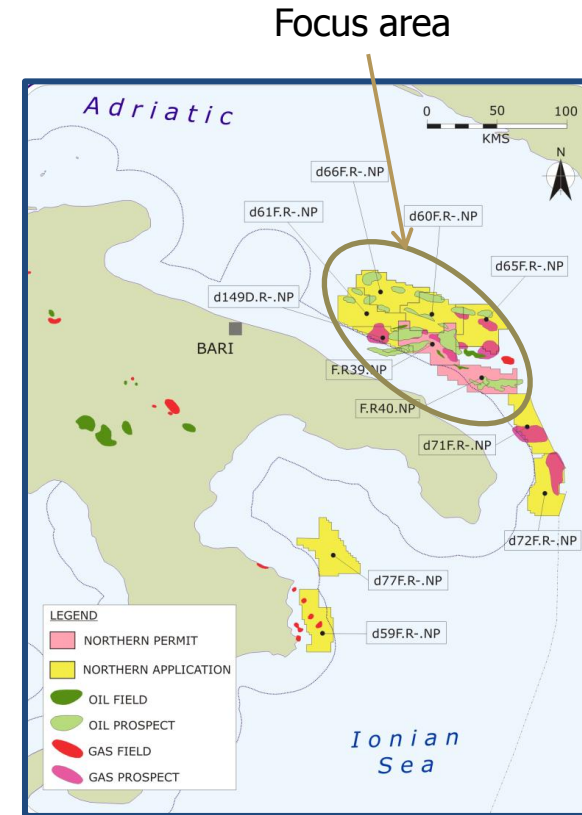 Focus area
Adriatic
0 50 100
KMS
N
d66F.R-.NP
d61F.R-.NP
d60F.R-.NP
d65F.R-.NP
d149D.R-.NP
BARI
F.R39.NP
F.R40.NP
d71F.R-.NP
d72F.R-.NP
d77F.R-.NP
d59F.R-.NP
LEGEND
NORTHERN PERMIT
NORTHERN APPLICATION
OIL FIELD
OIL PROSPECT
GAS FIELD
GAS PROSPECT
Ionian
Sea